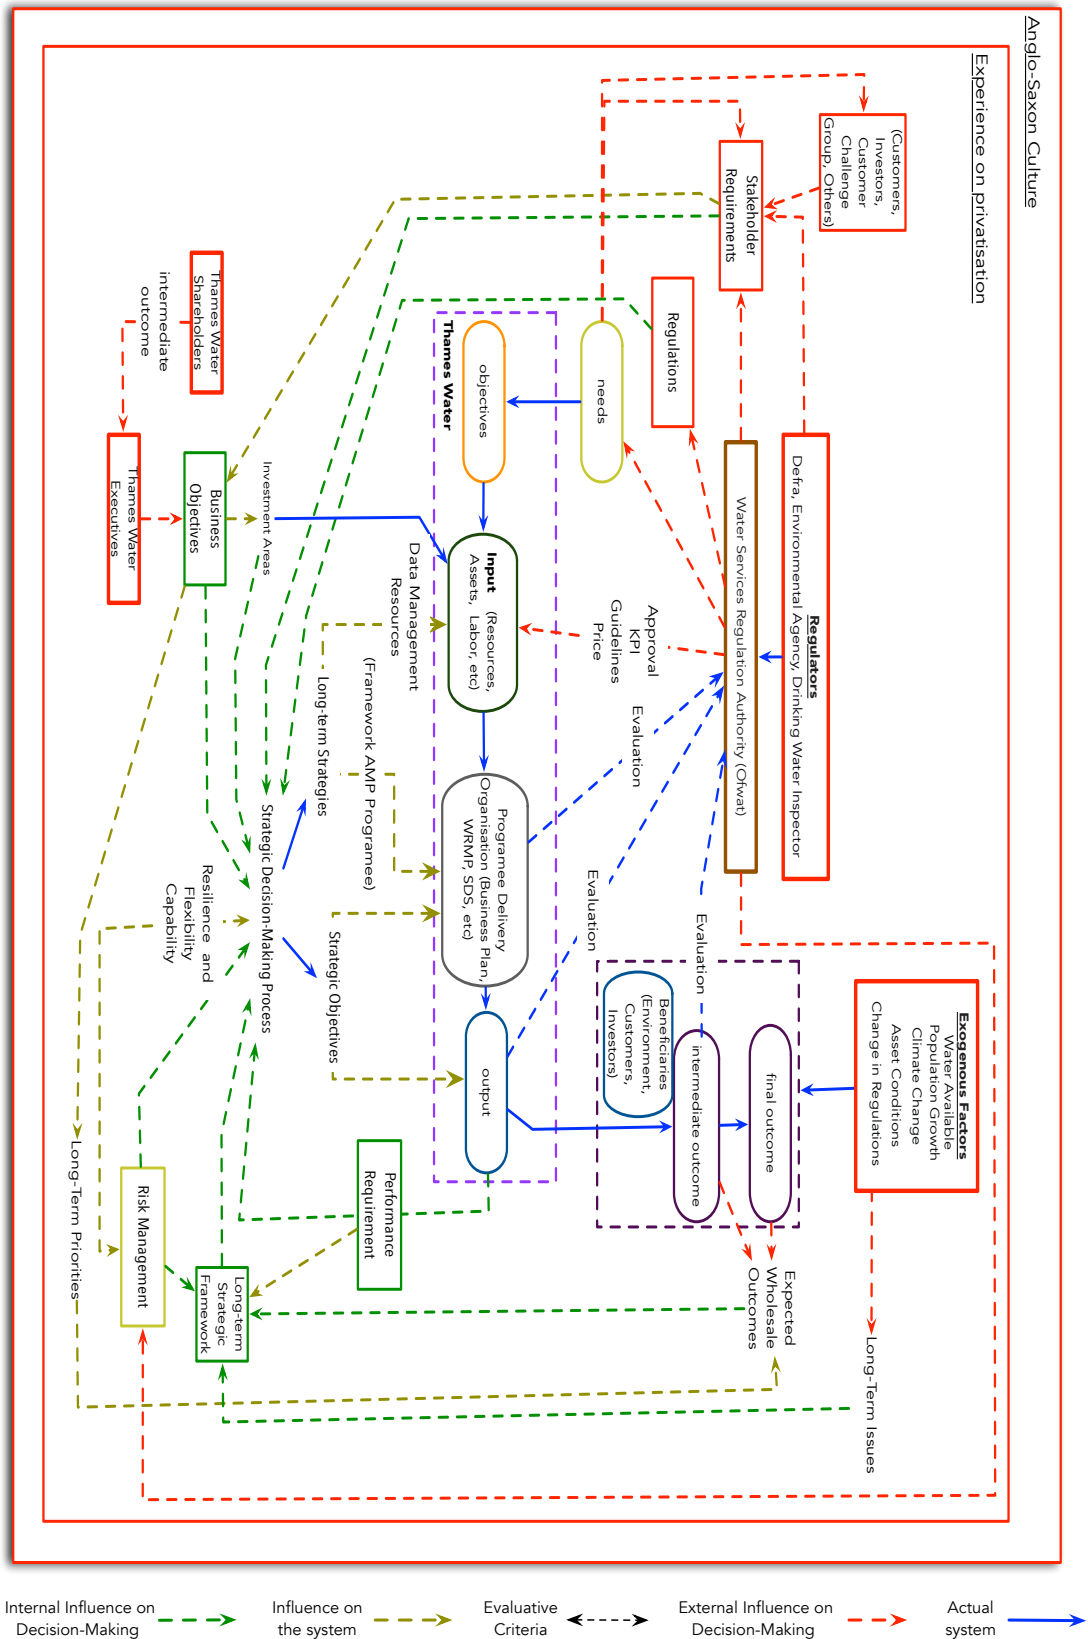 Anglo-Saxon Culture
Experience on privatisation
(Customers,
Investors,
Customer
Challenge
Group, Others)
Stakeholder
Requirements
Regulations
Regulators
Defra, Environmental Agency, Drinking Water Inspector
Water Services Regulation Authority (Ofwat)
Exogenous Factors
Water Available
Population Growth
Climate Change
Asset Conditions
Change in Regulations
Long-Term Issues
needs
Approval
KPI
Guidelines
Price
Evaluation
Evaluation
Evaluation
final outcome
intermediate outcome
Beneficiaries
(Environment,
Customers,
Investors)
Expected
Wholesale
Outcomes
objectives
Thames Water
Input (Resources,
Assets, Labor, etc)
Programee Delivery
Organisation (Business Plan,
WRMP, SDS, etc)
output
Data Management
Resources
(Framework AMP Programee)
Performance
Requirement
Long-term Strategies
Strategic Objectives
Investment Areas
Strategic Decision-Making Process
Thames Water
Shareholders
intermediate
outcome
Business
Objectives
Thames Water
Executives
Resilience and
Flexibility
Capability
Long-term
Strategic
Framework
Risk Management
Long-Term Priorities
Internal Influence on
Decision-Making
Influence on
the system
Evaluative
Criteria
External Influence on
Decision-Making
Actual
system